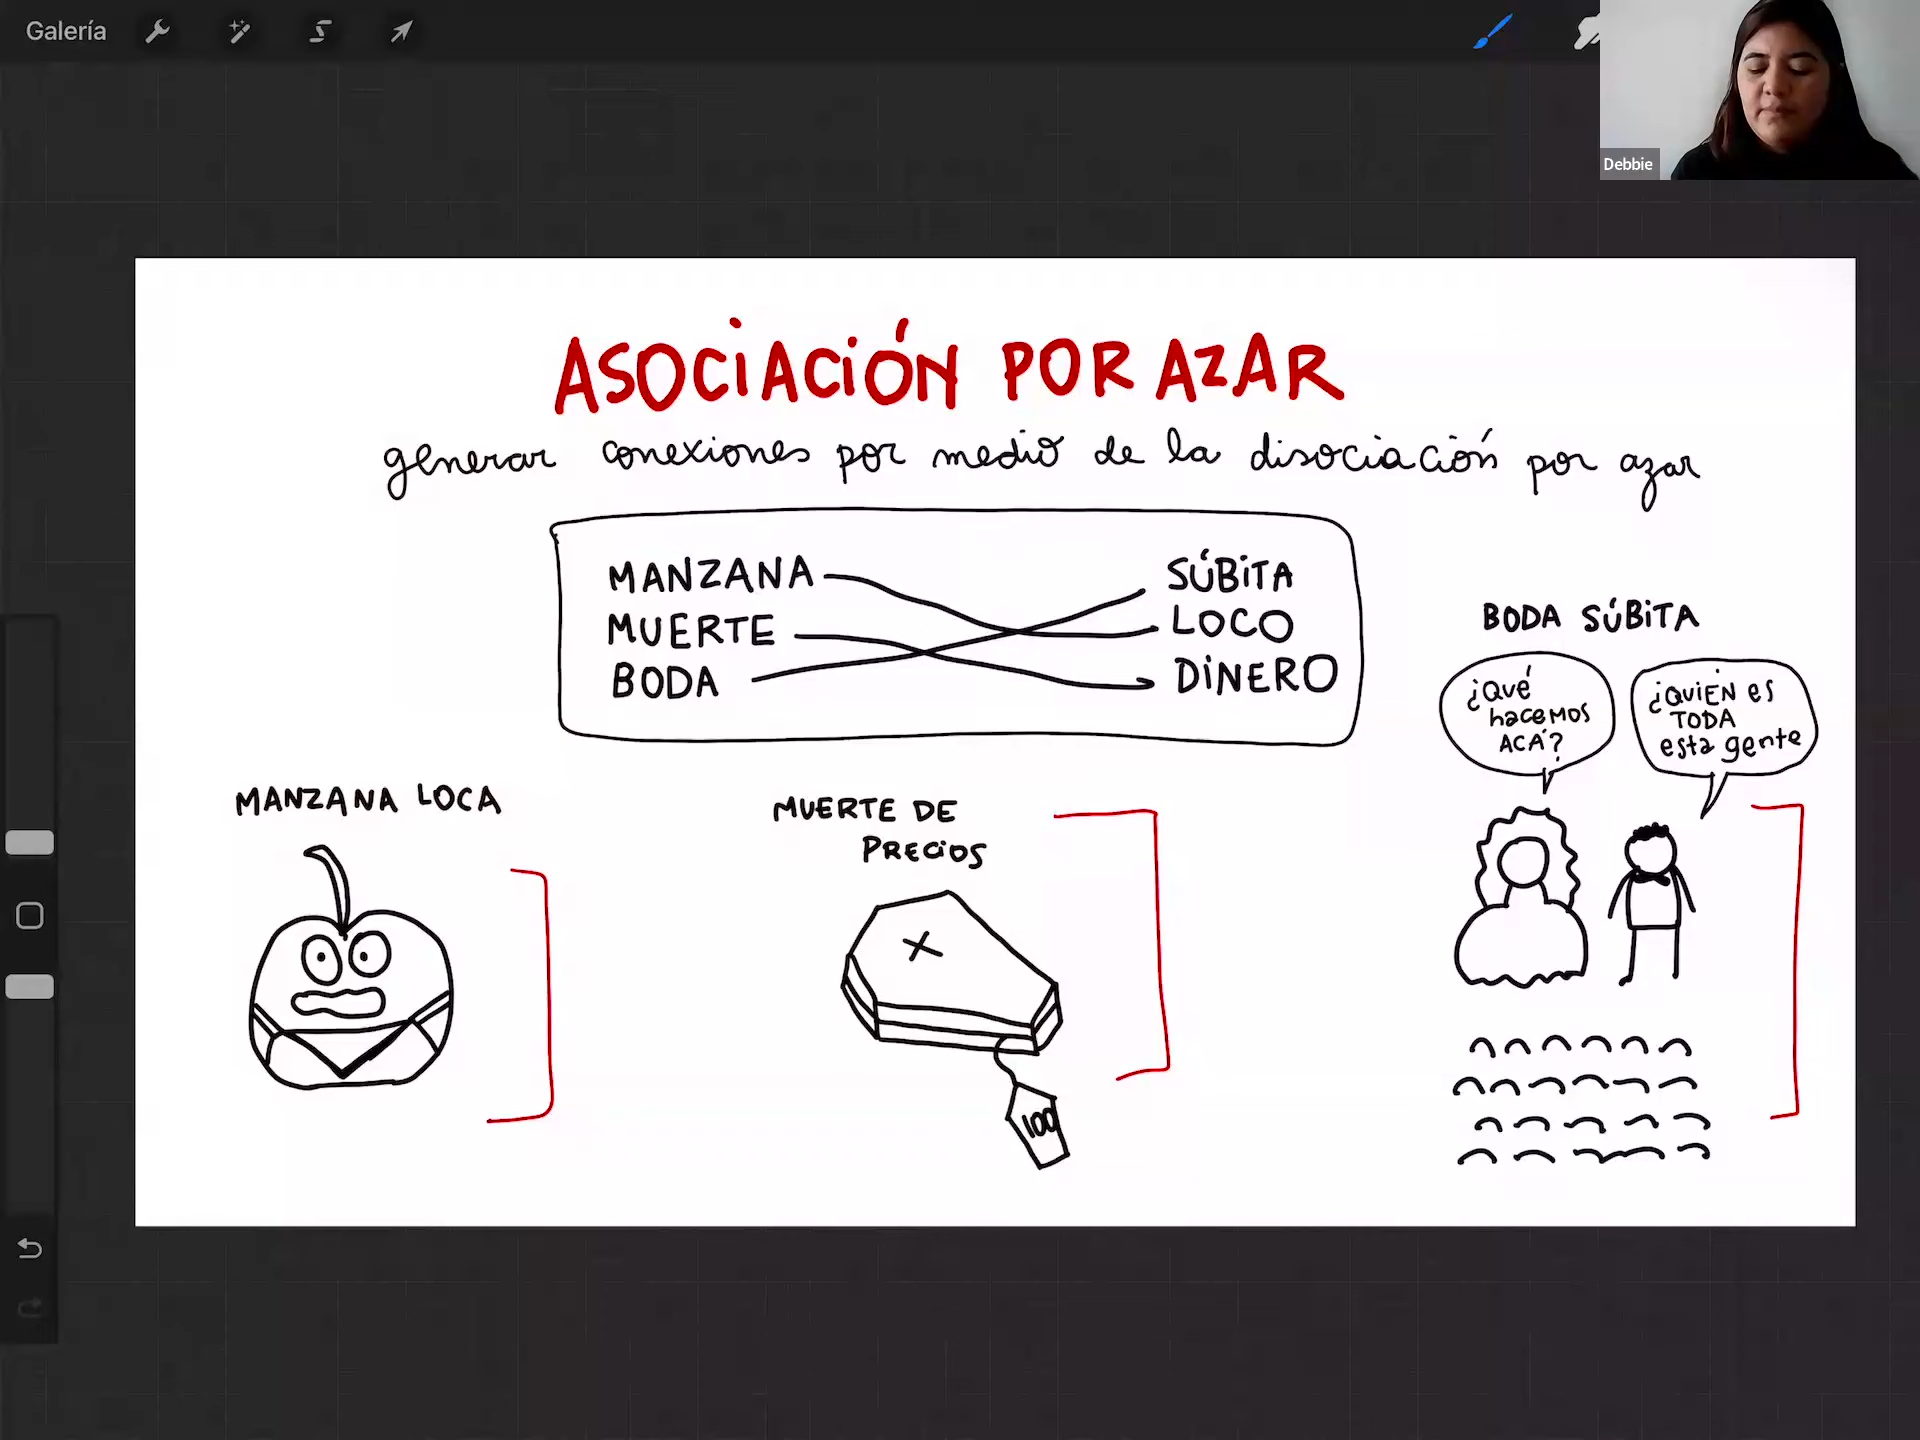 Galería
Debbie
ASOCIACIÓN POR AZAR
generar conexiones por medio de la disociación por azar
MANZANA
MUERTE
BODA
SÚBITA
LOCO
DINERO
BODA SÚBITA
¿Qué
hacemos
ACÁ?
¿QUIÉN es
TODA
esta gente
MANZANA LOCA
MUERTE DE
PRECIOS
100